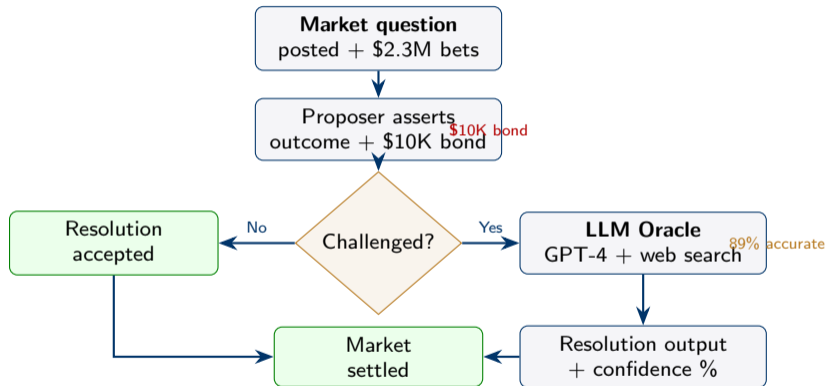 Market question
posted + $2.3M bets
Proposer asserts
outcome + $10K bond
$10K bond
Challenged?
No
Yes
Resolution
accepted
LLM Oracle
GPT-4 + web search
89% accurate
Market
settled
Resolution output
+ confidence %